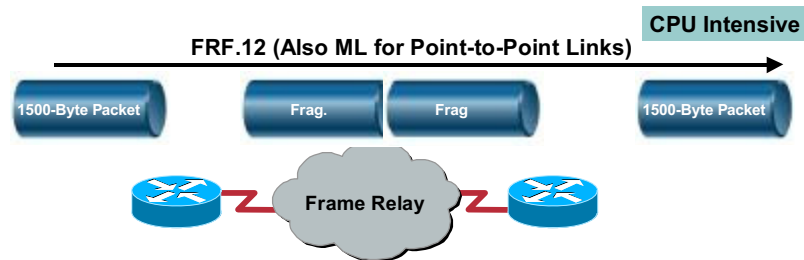 CPU Intensive
FRF.12 (Also ML for Point-to-Point Links)
1500-Byte Packet
Frag.
Frag
1500-Byte Packet
Frame Relay